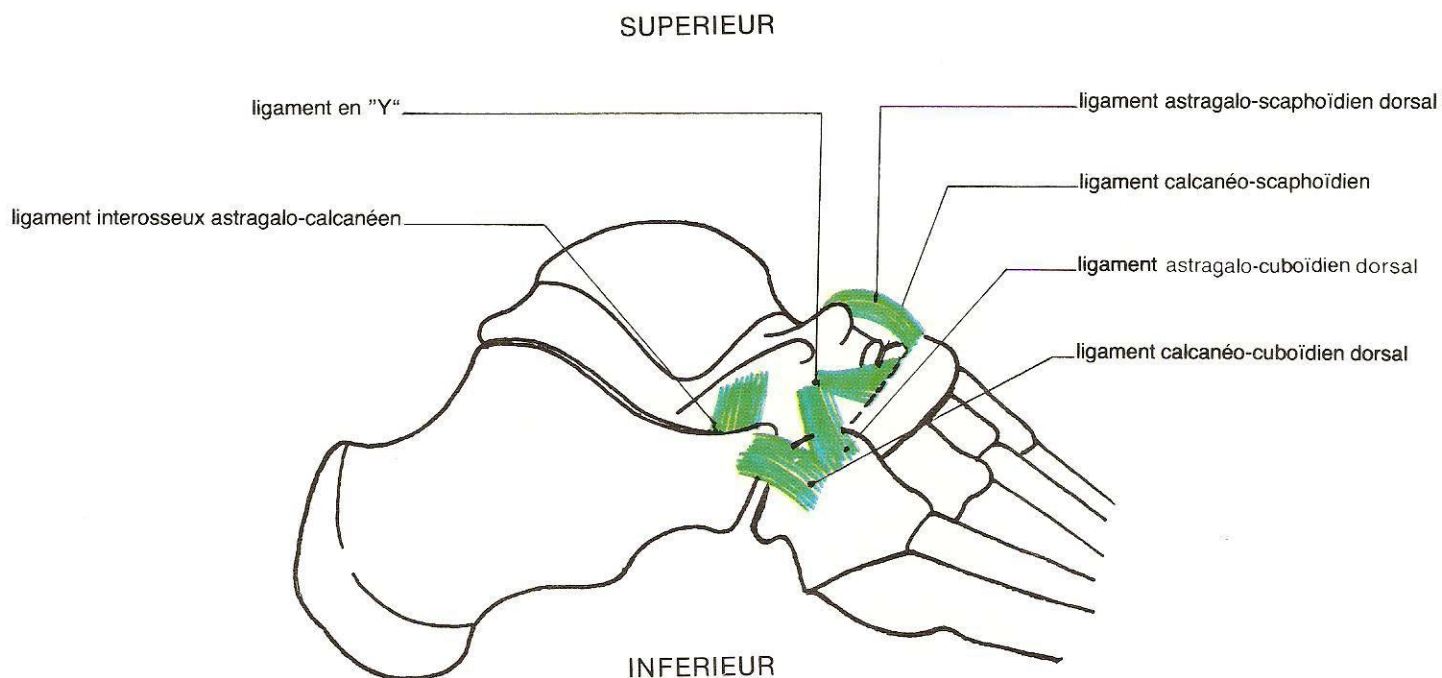 SUPERIEUR
ligament en "Y“
ligament astragalo-scaphoïdien dorsal
ligament calcanéo-scaphoïdien
ligament interosseux astragalo-calcanéen
ligament astragalo-cuboïdien dorsal
ligament calcanéo-cuboïdien dorsal
INFERIEUR